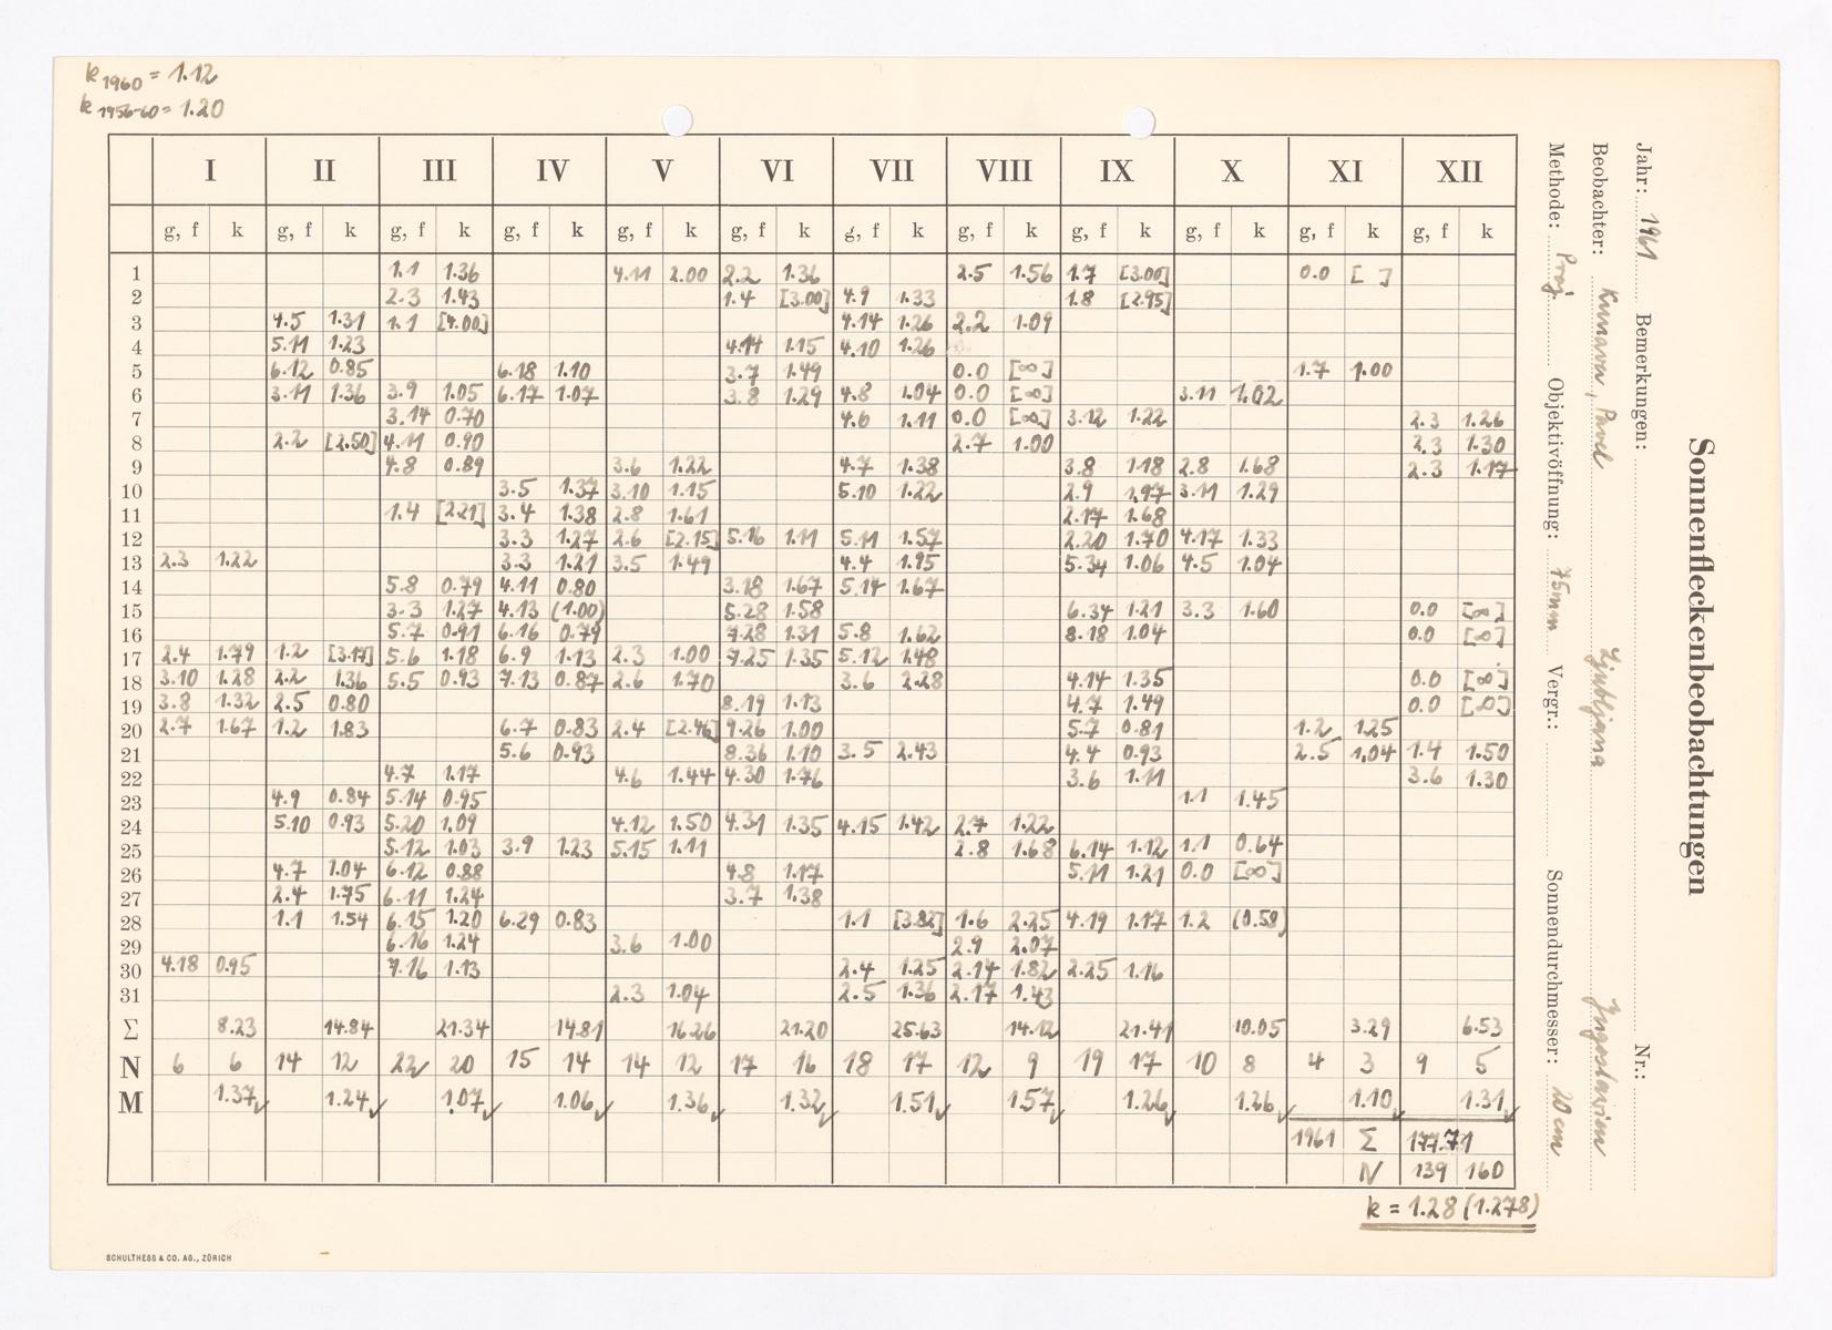 k 1960 = 1.12
k 1956-60 = 1.20
I II III IV V VI VII VIII IX X XI XII
g, f k g, f k g, f k g, f k g, f k g, f k g, f k g, f k g, f k g, f k g, f k g, f k
1 1.1 1.36 4.11 2.00 2.2 1.36 2.5 1.56 1.7 [3.00] 0.0 [ ]
2 2.3 1.43 1.4 [3.00] 4.9 1.33 1.8 [2.95]
3 4.5 1.31 1.1 [4.00] 4.14 1.26 2.2 1.09
4 5.11 1.23 4.14 1.15 4.10 1.26
5 6.12 0.85 6.18 1.10 3.7 1.49 0.0 [∞] 1.7 1.00
6 3.11 1.36 3.9 1.05 6.17 1.07 3.8 1.29 4.8 1.04 0.0 [∞] 3.11 1.02
7 3.14 0.70 4.6 1.11 0.0 [∞] 3.12 1.22 2.3 1.26
8 2.2 [2.50] 4.11 0.90 2.7 1.00 2.3 1.30
9 4.8 0.89 3.6 1.22 4.7 1.38 3.8 1.18 2.8 1.68 2.3 1.17
10 3.5 1.37 3.10 1.15 5.10 1.22 2.9 1.97 3.11 1.29
11 1.4 [2.21] 3.4 1.38 2.8 1.61 2.17 1.68
12 3.3 1.27 2.6 [2.15] 5.16 1.11 5.11 1.57 2.20 1.70 4.17 1.33
13 2.3 1.22 3.3 1.21 3.5 1.49 4.4 1.95 5.34 1.06 4.5 1.04
14 5.8 0.79 4.11 0.80 3.18 1.67 5.14 1.67
15 3.3 1.27 4.13 (1.00) 5.28 1.58 6.34 1.21 3.3 1.60 0.0 [∞]
16 5.7 0.91 6.16 0.79 7.28 1.31 5.8 1.62 8.18 1.04 0.0 [∞]
17 2.4 1.79 1.2 [3.17] 5.6 1.18 6.9 1.13 2.3 1.00 7.25 1.35 5.12 1.48
18 3.10 1.28 2.2 1.36 5.5 0.93 7.13 0.87 2.6 1.70 3.6 2.28 4.14 1.35 0.0 [∞]
19 3.8 1.32 2.5 0.80 8.19 1.13 4.7 1.49 0.0 [∞]
20 2.7 1.67 1.2 1.83 6.7 0.83 2.4 [2.46] 9.26 1.00 5.7 0.81 1.2 1.25
21 5.6 0.93 8.36 1.10 3.5 2.43 4.4 0.93 2.5 1.04 1.4 1.50
22 4.7 1.17 4.6 1.44 4.30 1.76 3.6 1.11 3.6 1.30
23 4.9 0.84 5.14 0.95 1.1 1.45
24 5.10 0.93 5.20 1.09 4.12 1.50 4.31 1.35 4.15 1.42 2.7 1.22
25 5.12 1.03 3.9 1.23 5.15 1.11 2.8 1.68 6.14 1.12 1.1 0.64
26 4.7 1.04 6.12 0.88 4.8 1.17 5.11 1.21 0.0 [∞]
27 2.4 1.75 6.11 1.24 3.7 1.38
28 1.1 1.54 6.15 1.20 6.29 0.83 1.1 [3.82] 1.6 2.25 4.19 1.17 1.2 (0.59)
29 6.16 1.24 3.6 1.00 2.9 2.07
30 4.18 0.95 7.16 1.13 2.4 1.25 2.14 1.82 2.25 1.16
31 2.3 1.04 2.5 1.36 2.17 1.43
Σ 8.23 14.84 21.34 14.81 16.26 21.20 25.63 14.12 21.41 10.05 3.29 6.53
N 6 6 14 12 22 20 15 14 14 12 17 16 18 17 12 9 19 17 10 8 4 3 9 5
M 1.37✓ 1.24✓ 1.07✓ 1.06✓ 1.36✓ 1.32✓ 1.51✓ 1.57✓ 1.26✓ 1.26✓ 1.10✓ 1.31✓
1961 Σ 177.71
N 139 160
k = 1.28 (1.278)
SCHULTHESS & CO. AG., ZÜRICH
Sonnenfleckenbeobachtungen
Jahr: 1961 Bemerkungen: Nr.:
Beobachter: Kunaver, Pavel Ljubljana Jugoslavien
Methode: Proj. Objektivöffnung: 75mm Vergr.: Sonnendurchmesser: 20 cm